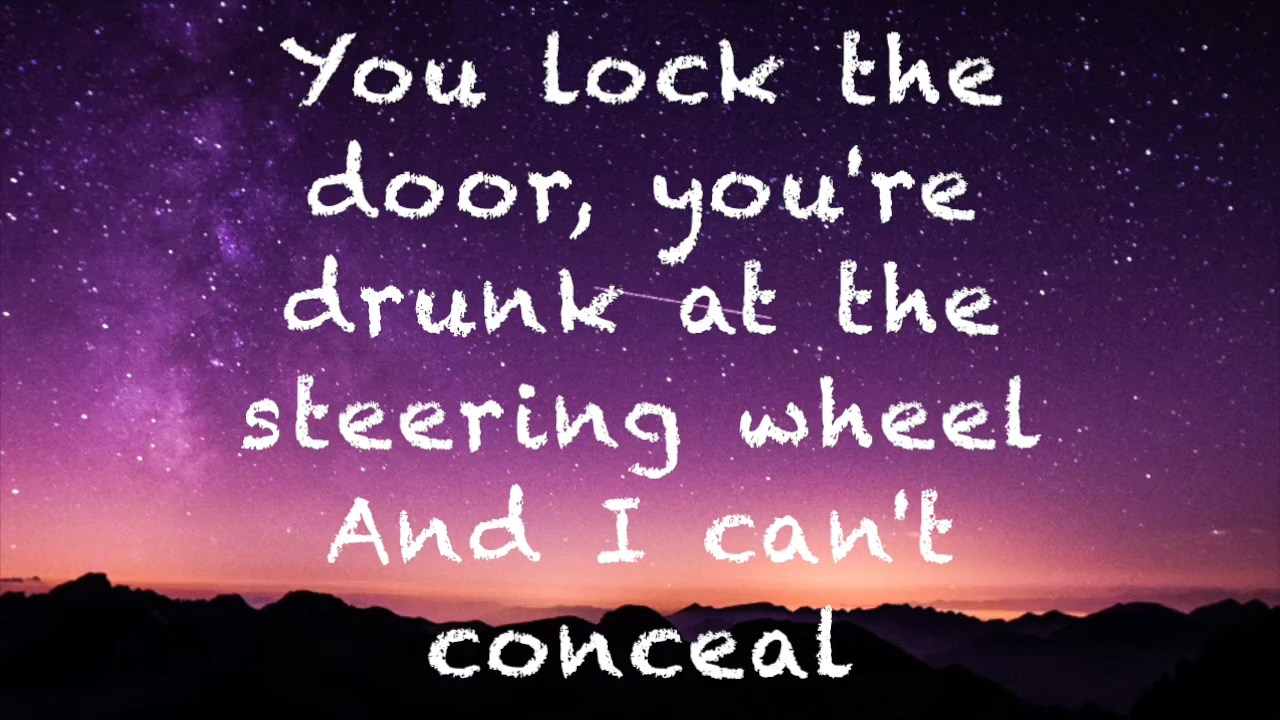 You lock the
door, you're
drunk at the
steering wheel
And I can't
conceal